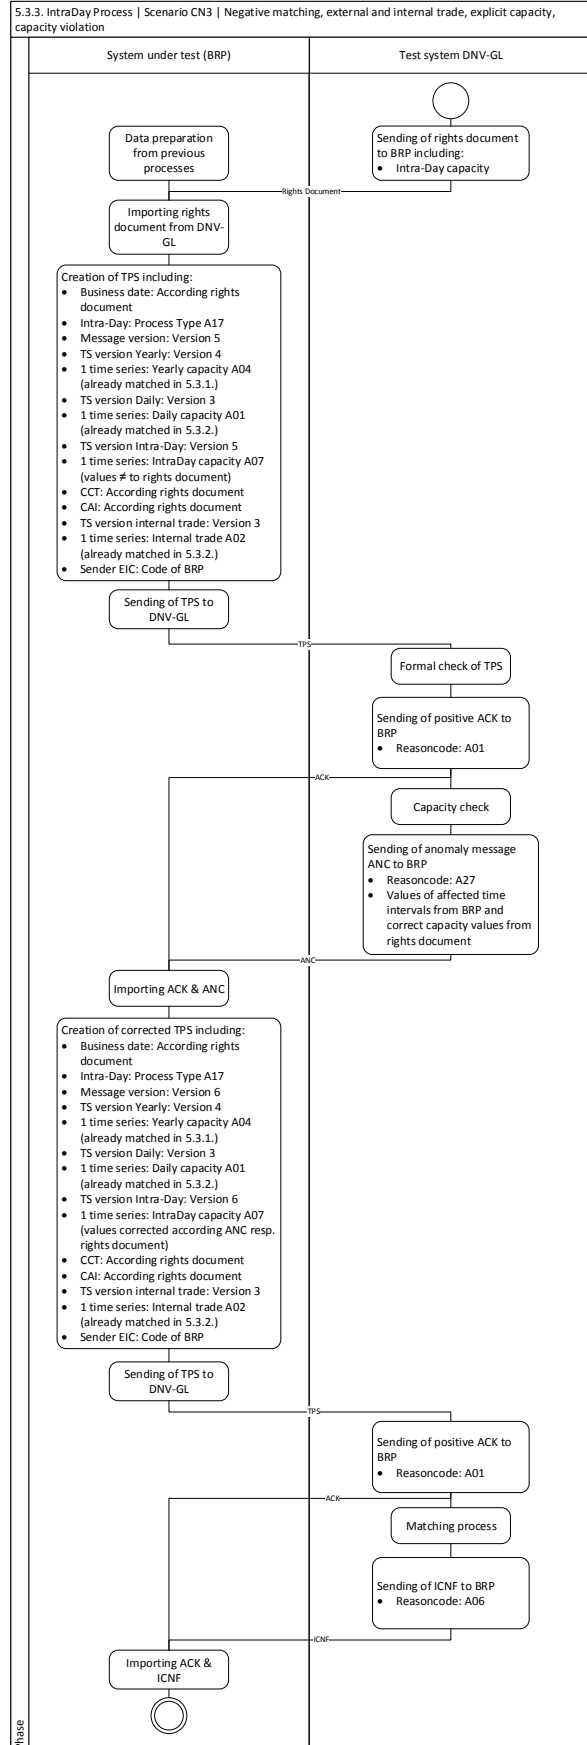 5.3.3. IntraDay Process | Scenario CN3 | Negative matching, external and internal trade, explicit capacity,
capacity violation
System under test (BRP)
Test system DNV-GL
Data preparation
from previous
processes
Sending of rights document
to BRP including:
• Intra-Day capacity
Rights Document
Importing rights
document from DNV-
GL
Creation of TPS including:
• Business date: According rights
document
• Intra-Day: Process Type A17
• Message version: Version 5
• TS version Yearly: Version 4
• 1 time series: Yearly capacity A04
(already matched in 5.3.1.)
• TS version Daily: Version 3
• 1 time series: Daily capacity A01
(already matched in 5.3.2.)
• TS version Intra-Day: Version 5
• 1 time series: IntraDay capacity A07
(values ≠ to rights document)
• CCT: According rights document
• CAI: According rights document
• TS version internal trade: Version 3
• 1 time series: Internal trade A02
(already matched in 5.3.2.)
• Sender EIC: Code of BRP
Sending of TPS to
DNV-GL
TPS
Formal check of TPS
Sending of positive ACK to
BRP
• Reasoncode: A01
ACK
Capacity check
Sending of anomaly message
ANC to BRP
• Reasoncode: A27
• Values of affected time
intervals from BRP and
correct capacity values from
rights document
ANC
Importing ACK & ANC
Creation of corrected TPS including:
• Business date: According rights
document
• Intra-Day: Process Type A17
• Message version: Version 6
• TS version Yearly: Version 4
• 1 time series: Yearly capacity A04
(already matched in 5.3.1.)
• TS version Daily: Version 3
• 1 time series: Daily capacity A01
(already matched in 5.3.2.)
• TS version Intra-Day: Version 6
• 1 time series: IntraDay capacity A07
(values corrected according ANC resp.
rights document)
• CCT: According rights document
• CAI: According rights document
• TS version internal trade: Version 3
• 1 time series: Internal trade A02
(already matched in 5.3.2.)
• Sender EIC: Code of BRP
Sending of TPS to
DNV-GL
TPS
Sending of positive ACK to
BRP
• Reasoncode: A01
ACK
Matching process
Sending of ICNF to BRP
• Reasoncode: A06
iCNF
Importing ACK &
ICNF
Phase